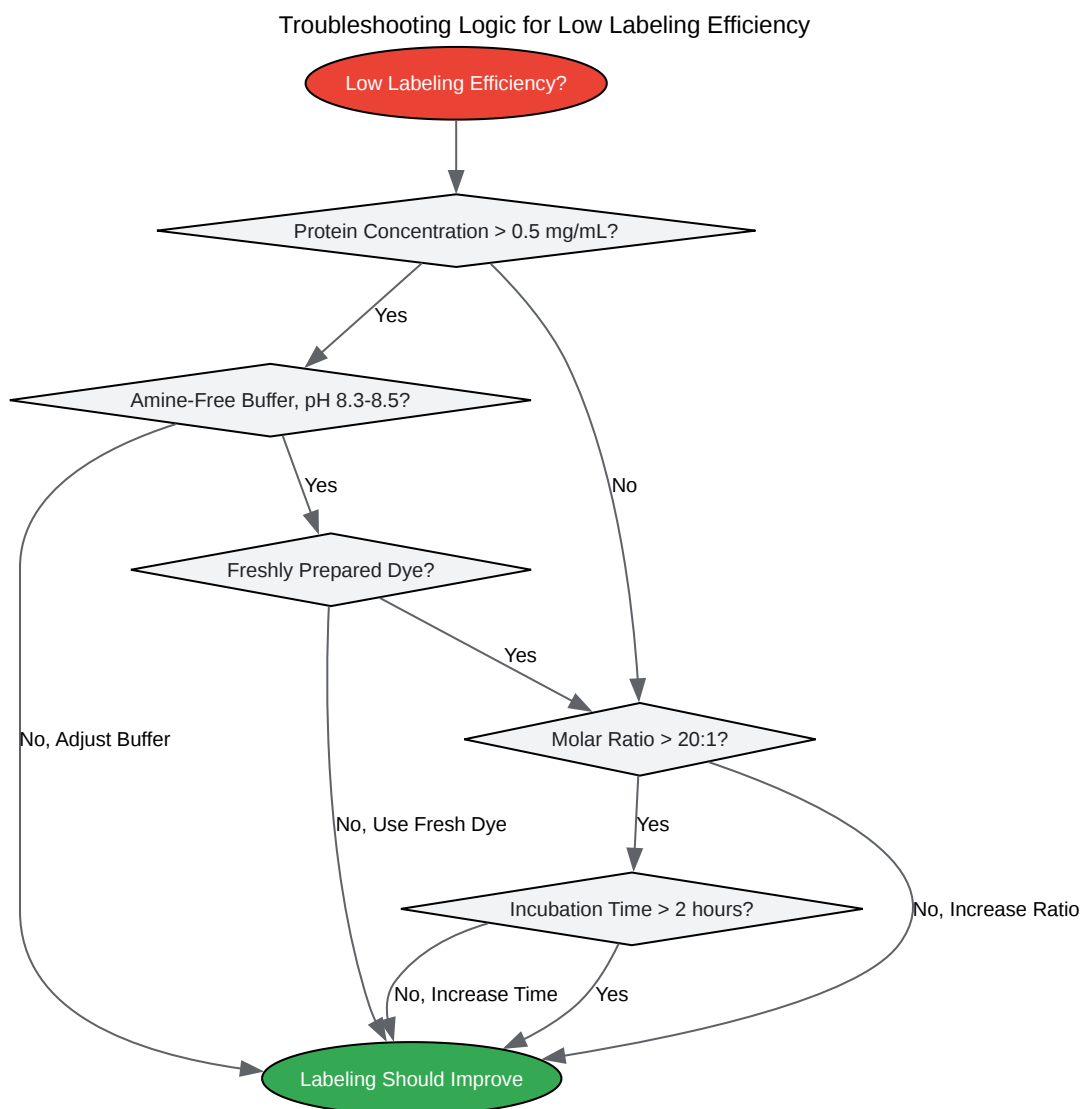 Troubleshooting Logic for Low Labeling Efficiency
Low Labeling Efficiency?
Protein Concentration > 0.5 mg/mL?
Yes
Amine-Free Buffer, pH 8.3-8.5?
Yes
No
Freshly Prepared Dye?
Yes
No, Adjust Buffer
Molar Ratio > 20:1?
No, Use Fresh Dye
Yes
Incubation Time > 2 hours?
No, Increase Ratio
No, Increase Time
Yes
Labeling Should Improve